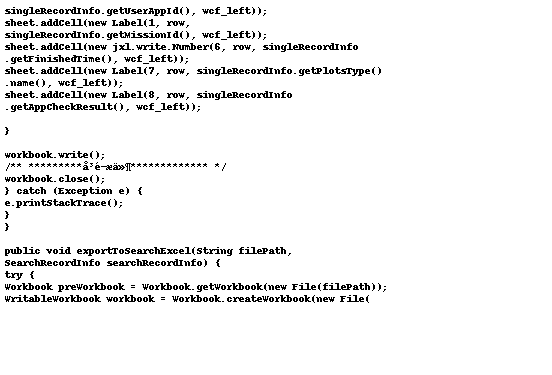 singleRecordInfo.getUserAppId(), wcf_left));
sheet.addCell(new Label(1, row,
singleRecordInfo.getMissionId(), wcf_left));
sheet.addCell(new jxl.write.Number(6, row, singleRecordInfo
.getFinishedTime(), wcf_left));
sheet.addCell(new Label(7, row, singleRecordInfo.getPlotsType()
.name(), wcf_left));
sheet.addCell(new Label(8, row, singleRecordInfo
.getAppCheckResult(), wcf_left));
}
workbook.write();
/** ************************ */
workbook.close();
} catch (Exception e) {
e.printStackTrace();
}
}
public void exportToSearchExcel(String filePath,
SearchRecordInfo searchRecordInfo) {
try {
Workbook preWorkbook = Workbook.getWorkbook(new File(filePath));
WritableWorkbook workbook = Workbook.createWorkbook(new File(